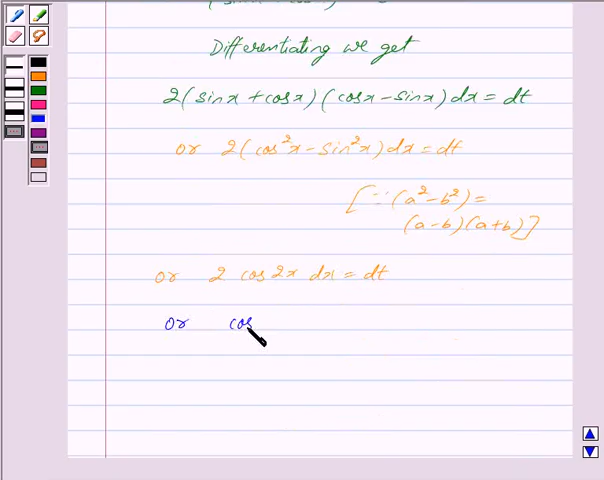 Differentiating we get
2(sinx + cosx)(cosx - sinx)dx = dt
or 2(cos²x - sin²x)dx = dt
[∵(a² - b²) =
(a-b)(a+b)]
or 2 cos 2x dx = dt
or cos